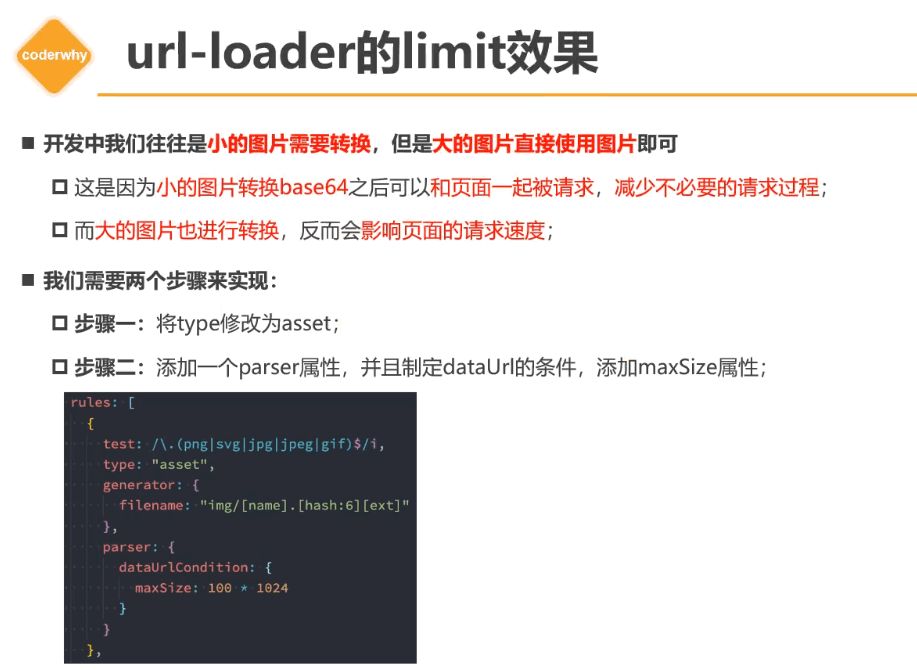 coderwhy
url-loader的limit效果
开发中我们往往是小的图片需要转换，但是大的图片直接使用图片即可
这是因为小的图片转换base64之后可以和页面一起被请求，减少不必要的请求过程；
而大的图片也进行转换，反而会影响页面的请求速度；
我们需要两个步骤来实现：
步骤一：将type修改为asset；
步骤二：添加一个parser属性，并且制定dataUrl的条件，添加maxSize属性；
rules: [
{
test: /\.(png|svg|jpg|jpeg|gif)$/i,
type: "asset",
generator: {
filename: "img/[name].[hash:6][ext]"
},
parser: {
dataUrlCondition: {
maxSize: 100 * 1024
}
}
},